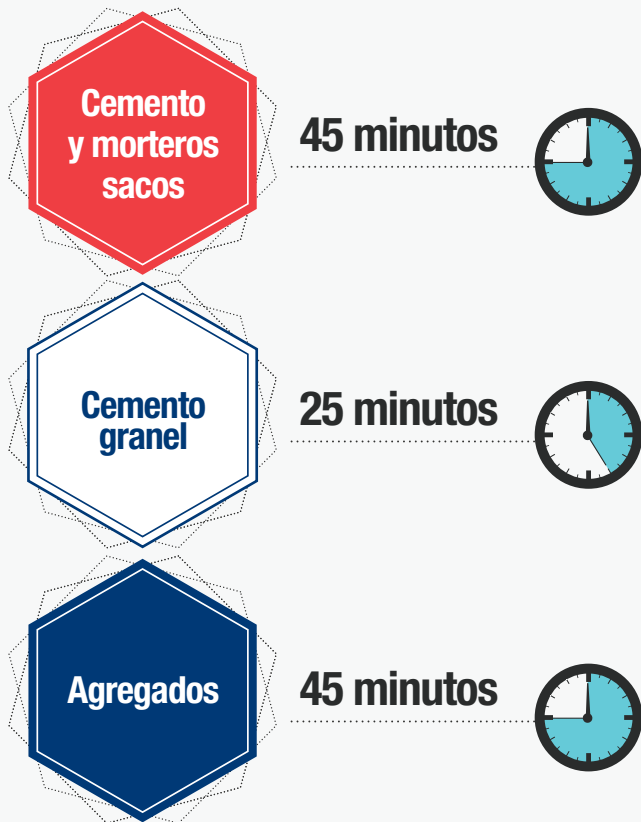 Cemento
y morteros
sacos
45 minutos
Cemento
granel
25 minutos
Agregados
45 minutos